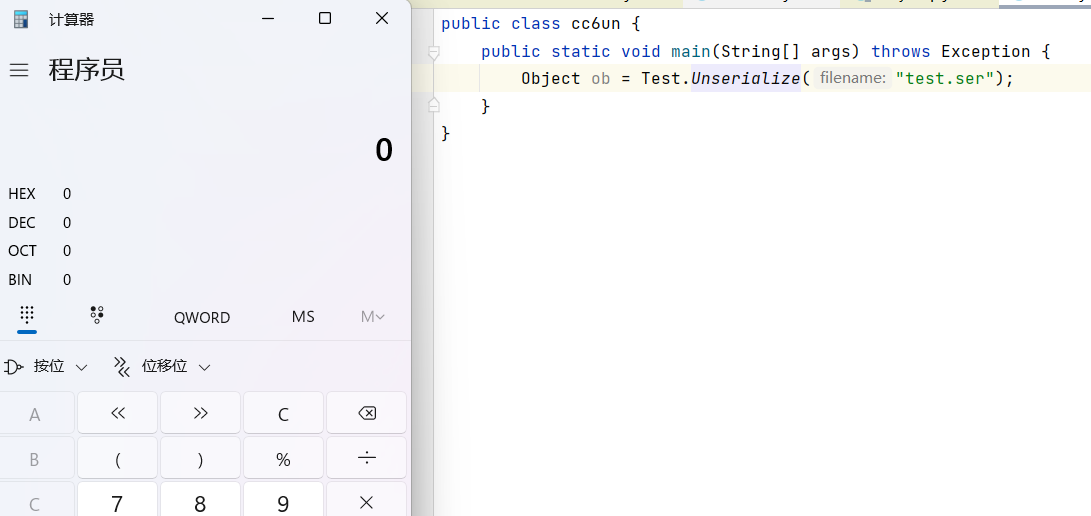 计算器
程序员
0
HEX 0
DEC 0
OCT 0
BIN 0
QWORD MS M
按位 位移位
A << >> C
B ( ) % ÷
C 7 8 9 ×
public class cc6un {
public static void main(String[] args) throws Exception {
Object ob = Test.Unserialize( filename: "test.ser");
}
}